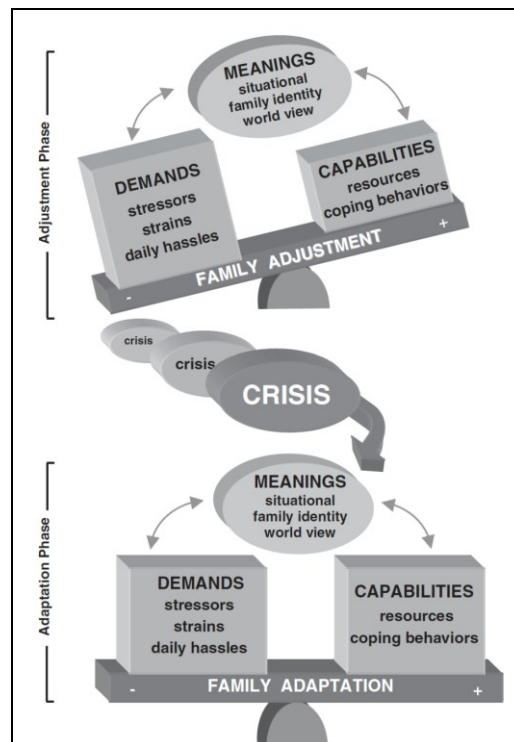 Adjustment Phase
MEANINGS
situational
family identity
world view
DEMANDS
stressors
strains
daily hassles
CAPABILITIES
resources
coping behaviors
- FAMILY ADJUSTMENT +
crisis
crisis
CRISIS
Adaptation Phase
MEANINGS
situational
family identity
world view
DEMANDS
stressors
strains
daily hassles
CAPABILITIES
resources
coping behaviors
- FAMILY ADAPTATION +